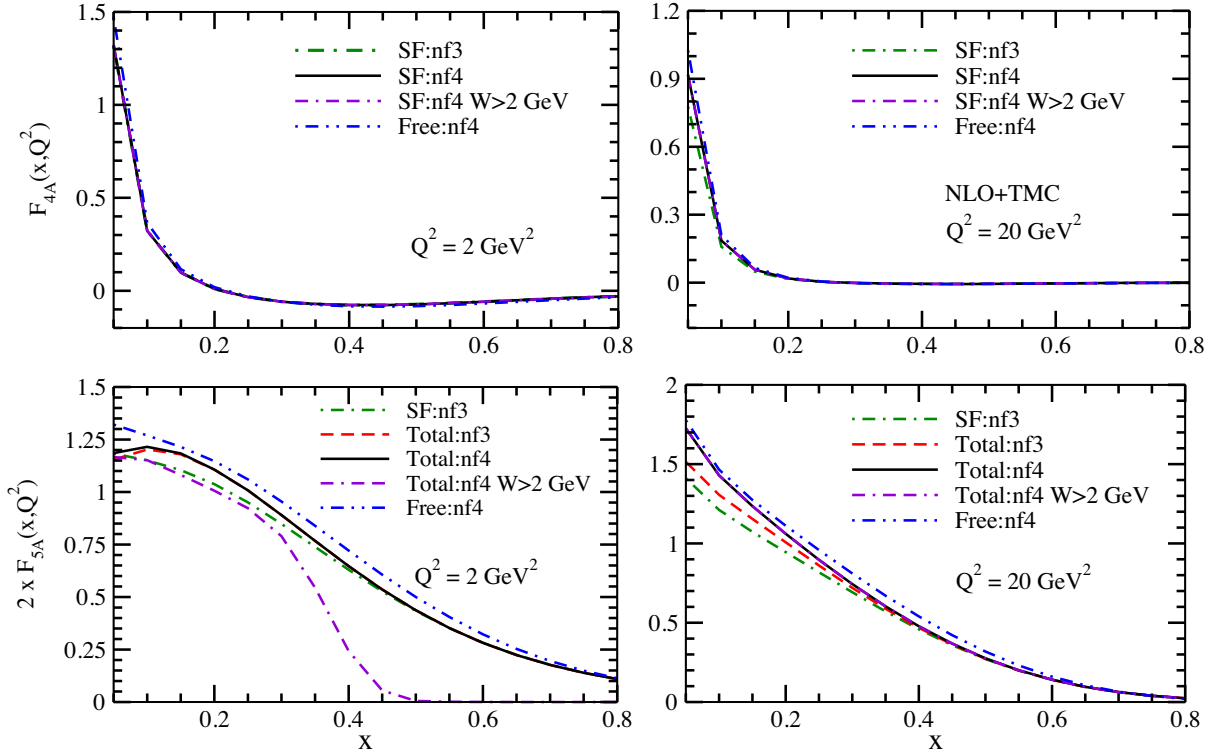 1.5
1
0.5
0
F4A(x,Q²)
SF:nf3
SF:nf4
SF:nf4 W>2 GeV
Free:nf4
Q² = 2 GeV²
0.2 0.4 0.6 0.8
1.2
0.9
0.6
0.3
0
SF:nf3
SF:nf4
SF:nf4 W>2 GeV
Free:nf4
NLO+TMC
Q² = 20 GeV²
0.2 0.4 0.6 0.8
1.5
1.25
1
0.75
0.5
0.25
0
2 x F5A(x,Q²)
SF:nf3
Total:nf3
Total:nf4
Total:nf4 W>2 GeV
Free:nf4
Q² = 2 GeV²
0.2 0.4 0.6 0.8
x
2
1.5
1
0.5
0
SF:nf3
Total:nf3
Total:nf4
Total:nf4 W>2 GeV
Free:nf4
Q² = 20 GeV²
0.2 0.4 0.6 0.8
x